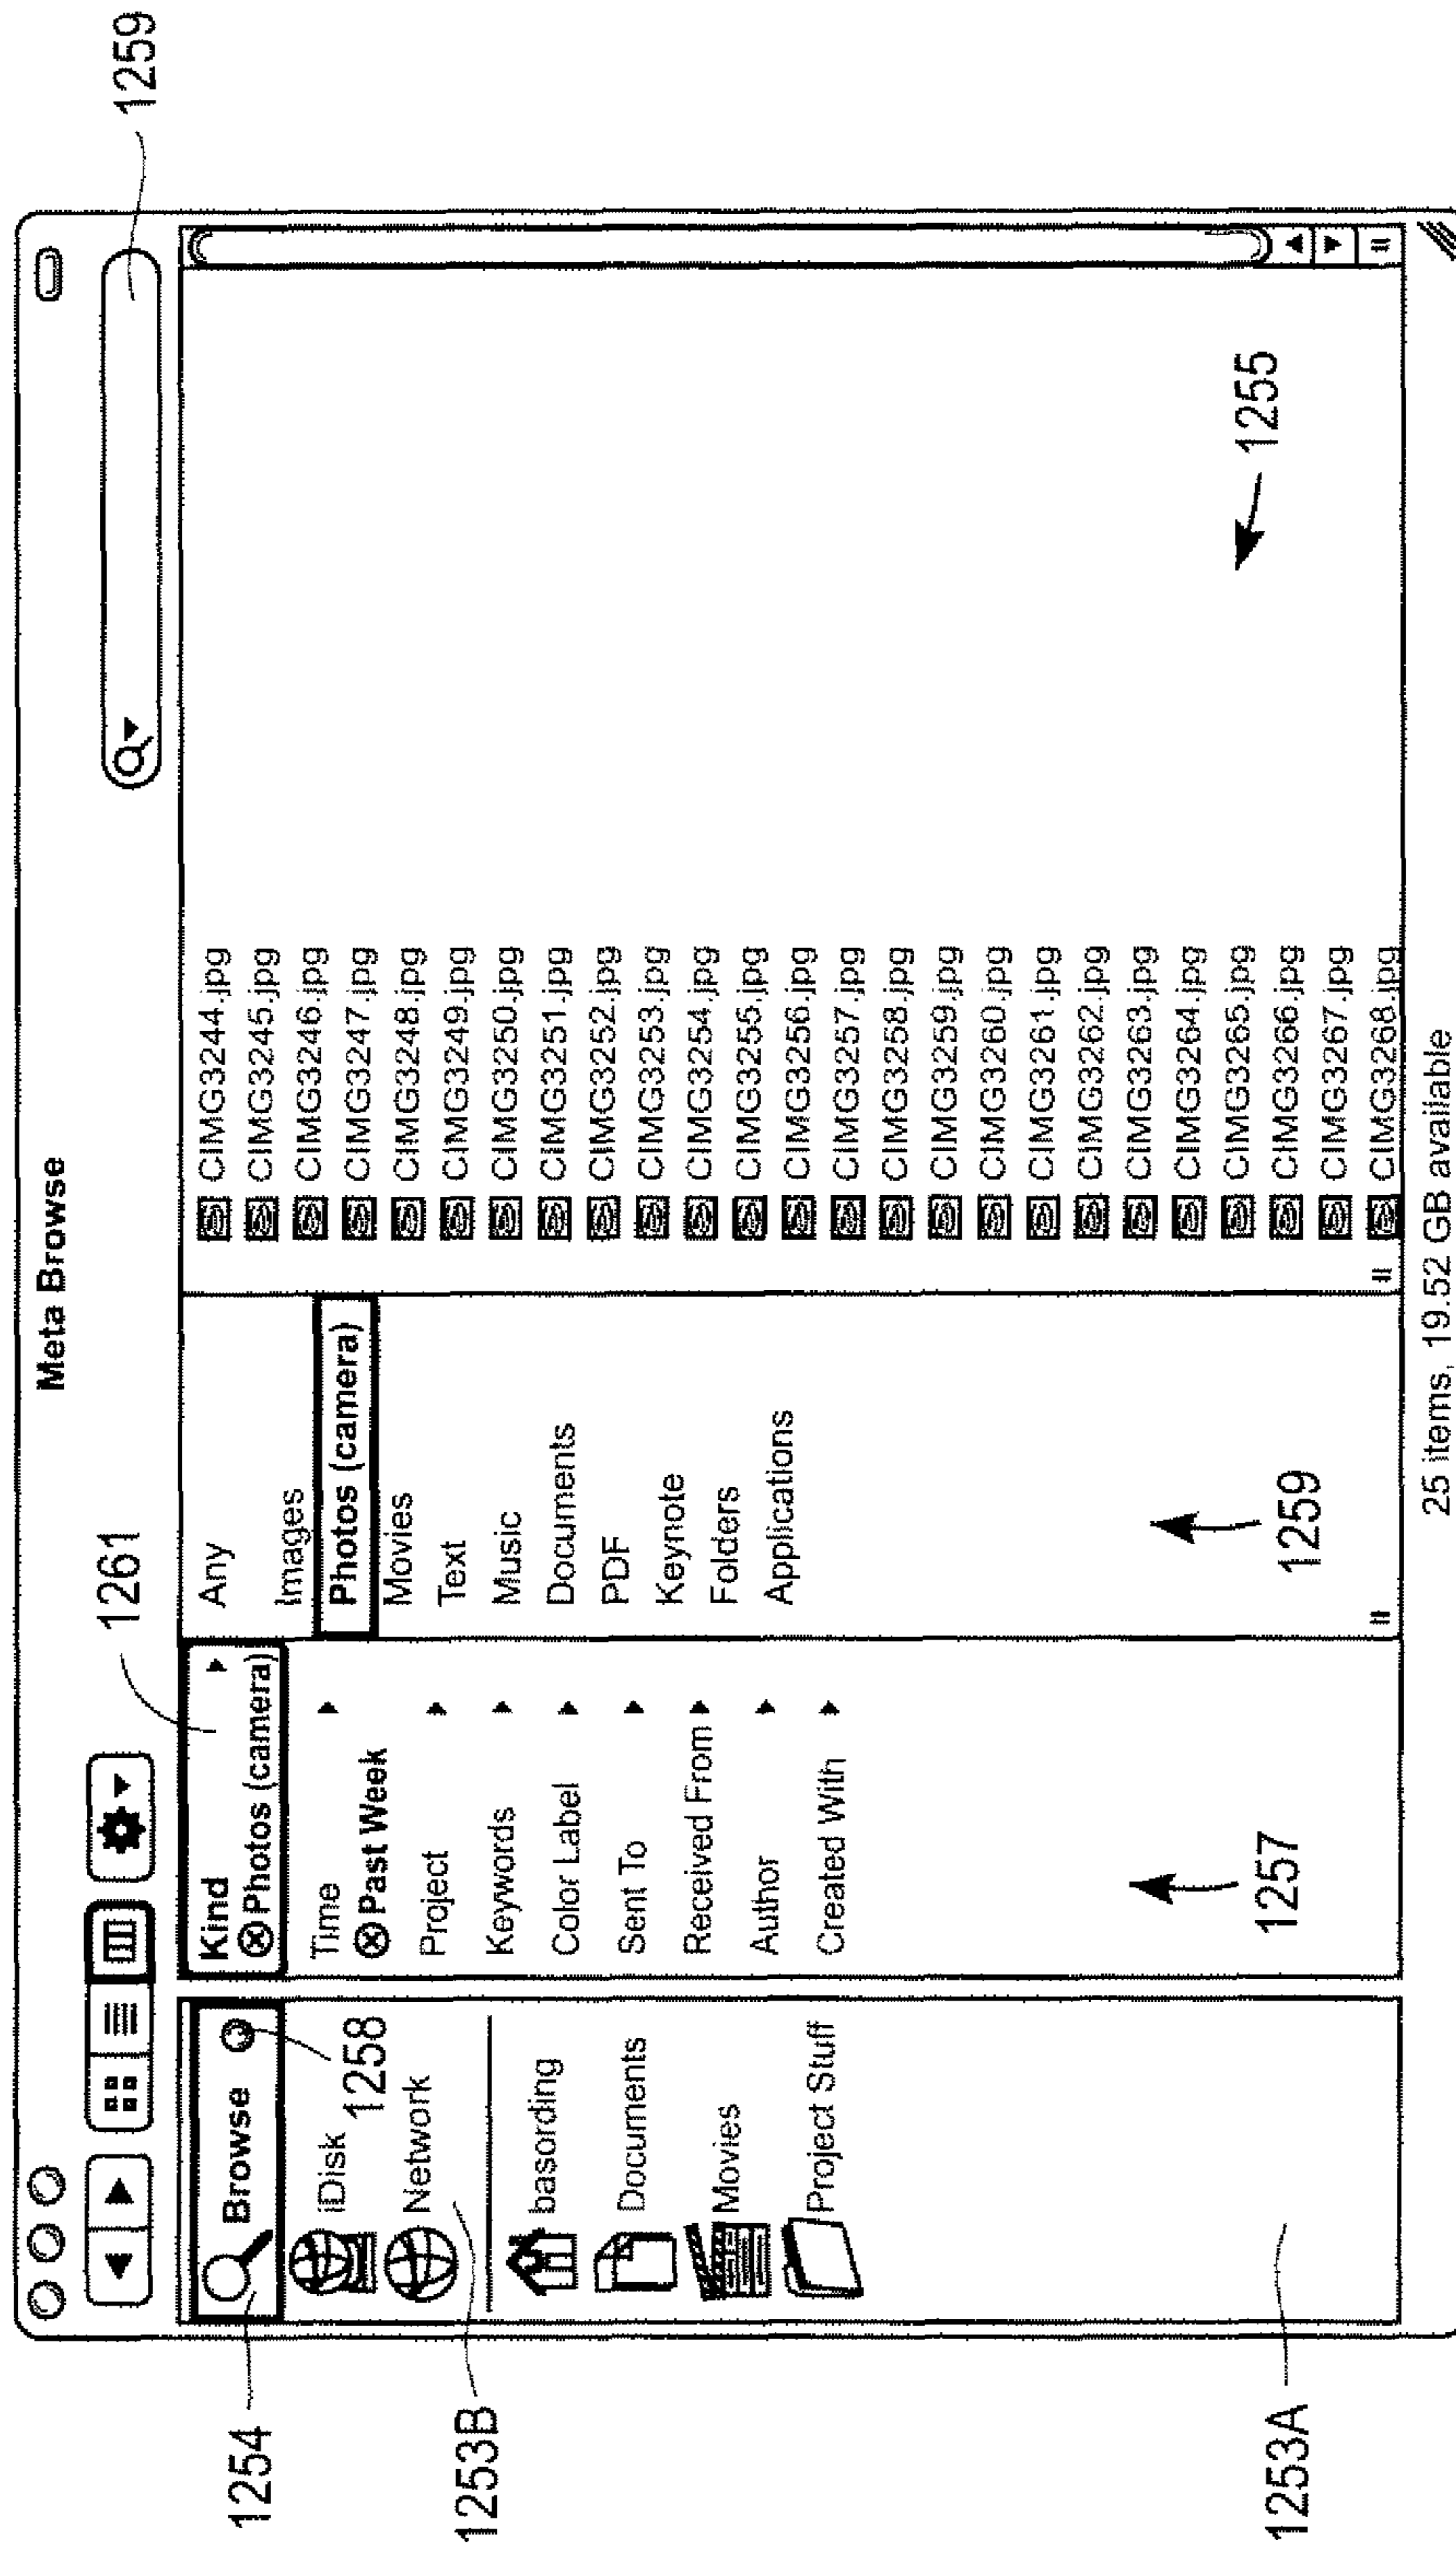 Meta Browse
1261
1259
1254
Browse
1258
iDisk
Network
1253B
basording
Documents
Movies
Project Stuff
1253A
Kind
Photos (camera)
Time
Past Week
Project
Keywords
Color Label
Sent To
Received From
Author
Created With
1257
Any
Images
Photos (camera)
Movies
Text
Music
Documents
PDF
Keynote
Folders
Applications
1259
CIMG3244.jpg
CIMG3245.jpg
CIMG3246.jpg
CIMG3247.jpg
CIMG3248.jpg
CIMG3249.jpg
CIMG3250.jpg
CIMG3251.jpg
CIMG3252.jpg
CIMG3253.jpg
CIMG3254.jpg
CIMG3255.jpg
CIMG3256.jpg
CIMG3257.jpg
CIMG3258.jpg
CIMG3259.jpg
CIMG3260.jpg
CIMG3261.jpg
CIMG3262.jpg
CIMG3263.jpg
CIMG3264.jpg
CIMG3265.jpg
CIMG3266.jpg
CIMG3267.jpg
CIMG3268.jpg
1255
25 items, 19.52 GB available